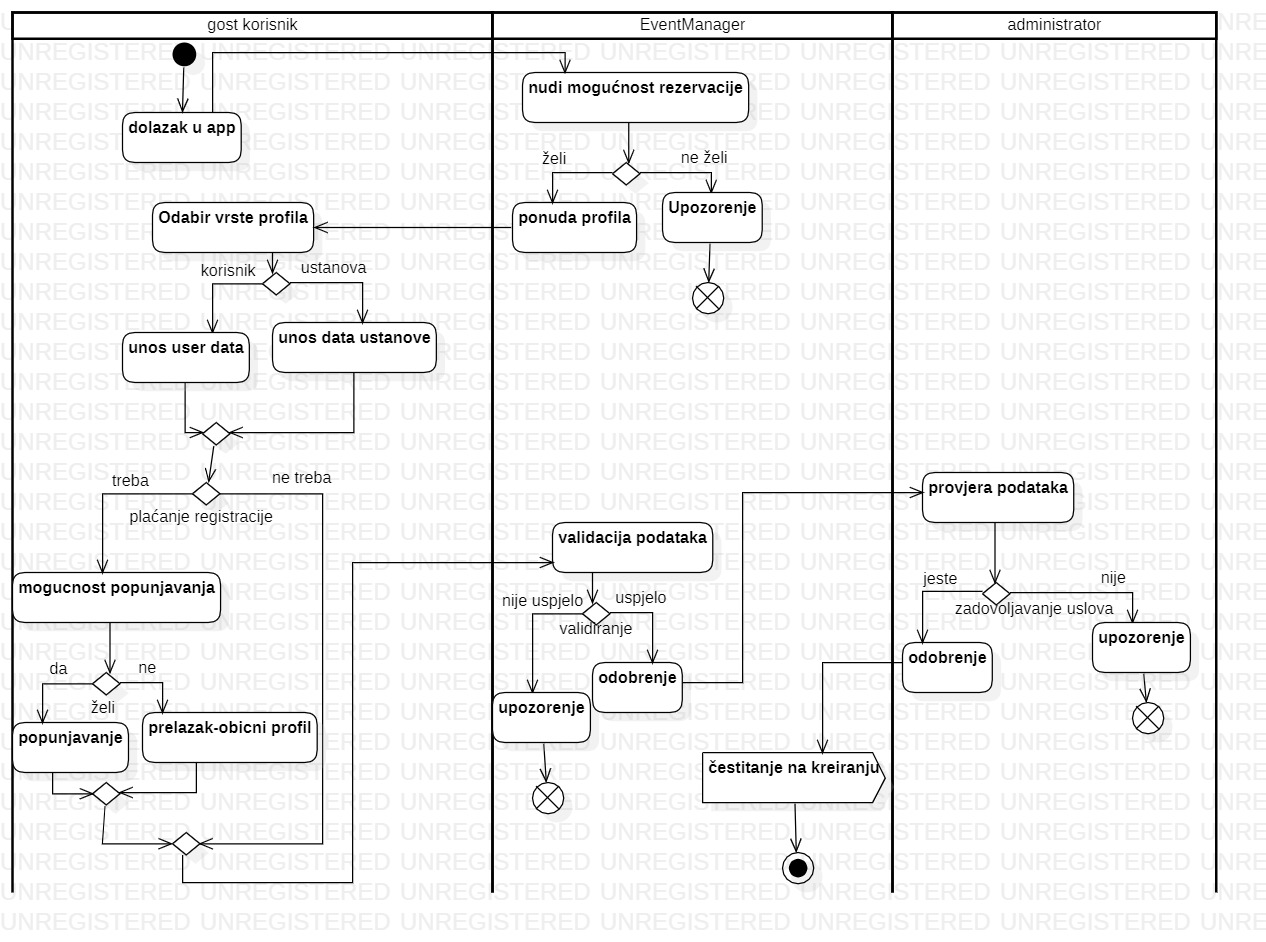 gost korisnik
EventManager
administrator
dolazak u app
nudi mogućnost rezervacije
želi
ne želi
Odabir vrste profila
ponuda profila
Upozorenje
korisnik
ustanova
unos user data
unos data ustanove
treba
ne treba
plaćanje registracije
provjera podataka
validacija podataka
mogucnost popunjavanja
nije uspjelo
uspjelo
validiranje
jeste
nije
zadovoljavanje uslova
da
ne
želi
odobrenje
odobrenje
upozorenje
upozorenje
popunjavanje
prelazak-obicni profil
čestitanje na kreiranju
UNREGISTERED